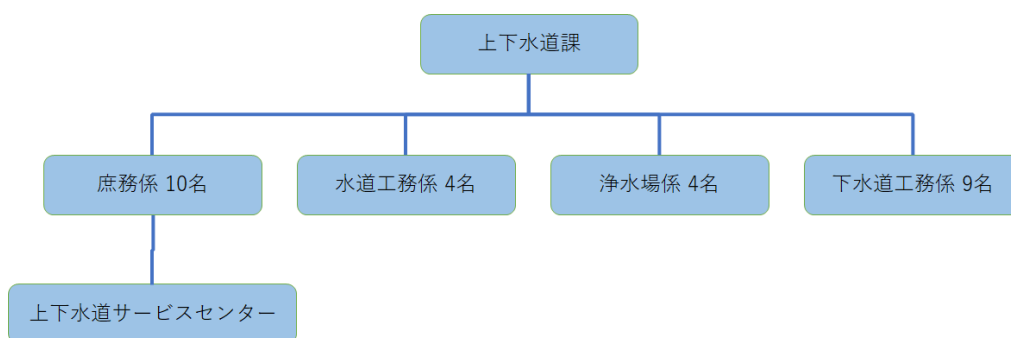 上下水道課
庶務係 10名
水道工務係 4名
浄水場係 4名
下水道工務係 9名
上下水道サービスセンター